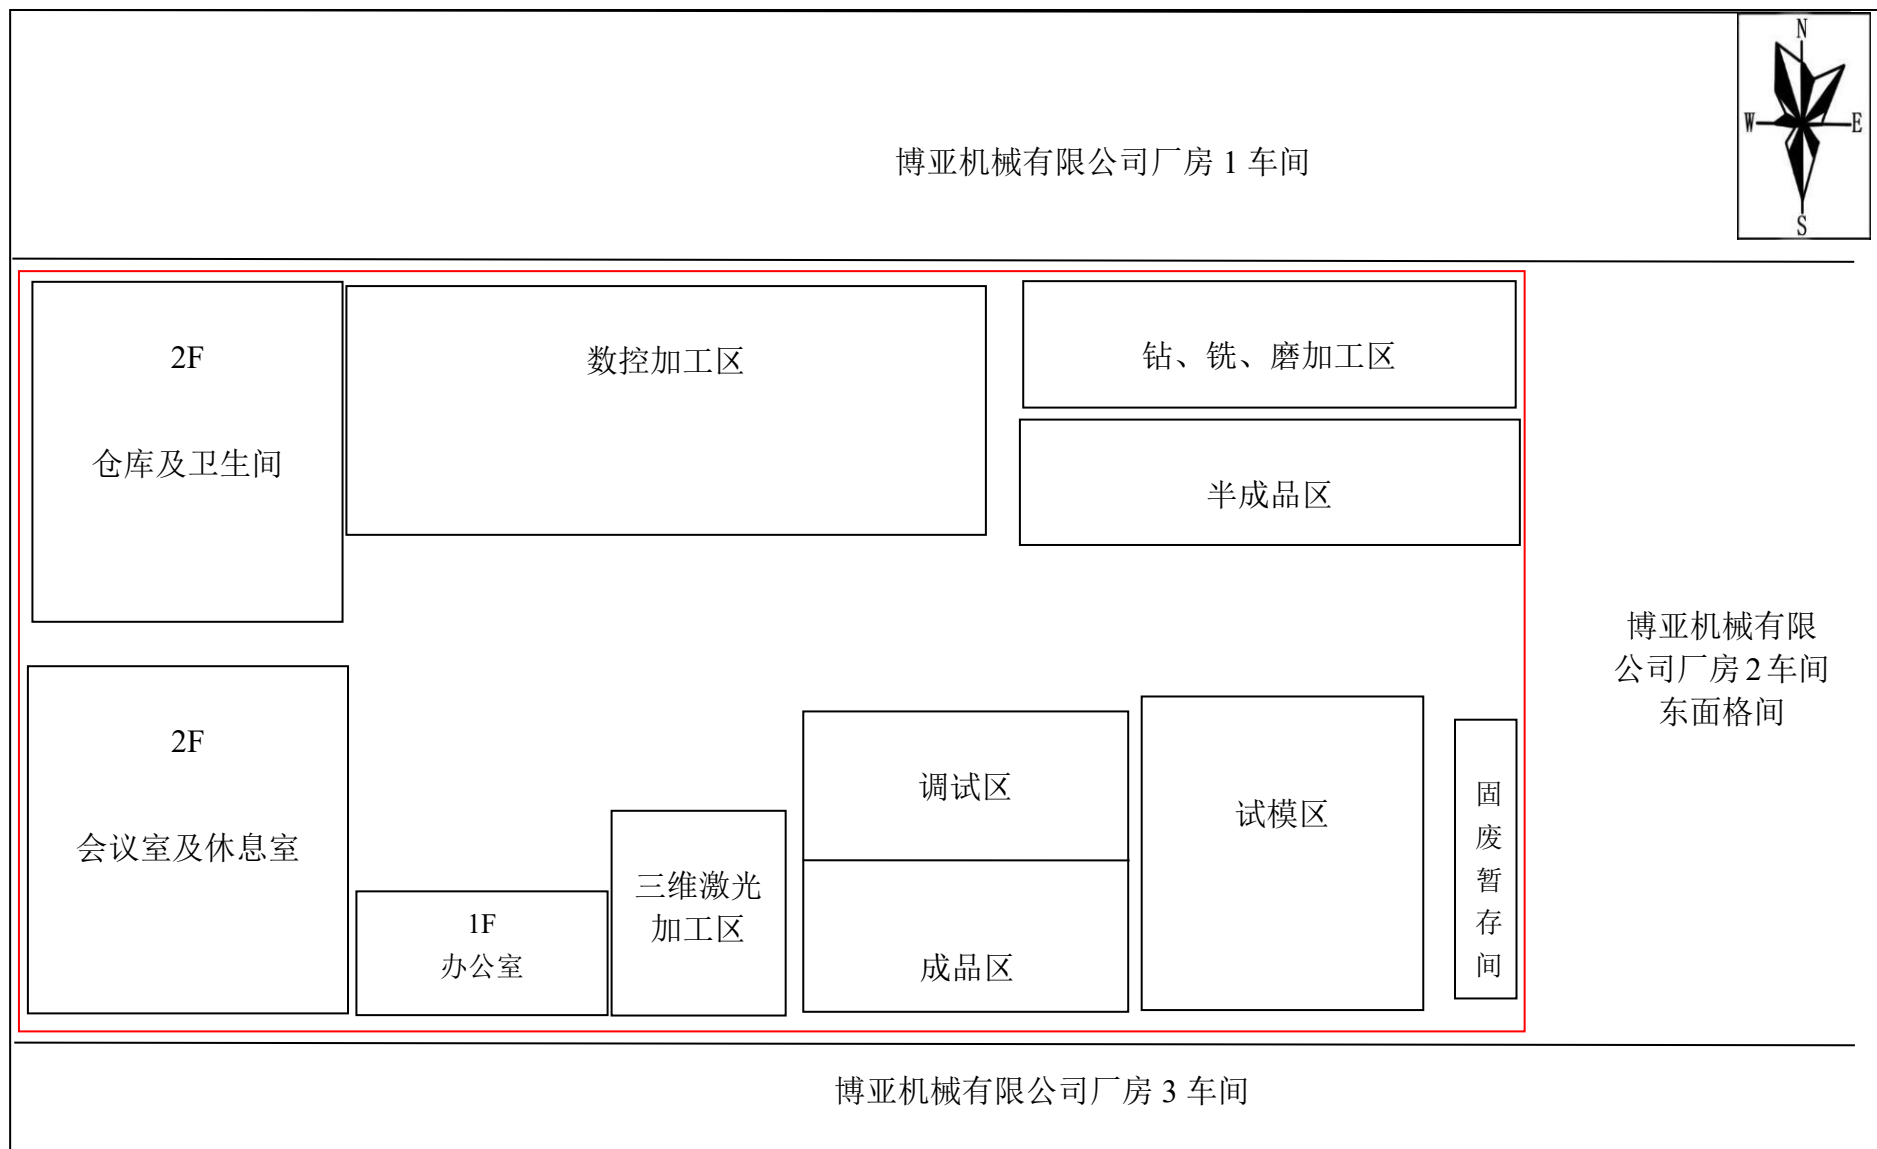 N
W
E
S
博亚机械有限公司厂房 1 车间
2F
仓库及卫生间
数控加工区
钻、铣、磨加工区
半成品区
博亚机械有限
公司厂房 2 车间
东面格间
2F
会议室及休息室
1F
办公室
三维激光
加工区
调试区
成品区
试模区
固
废
暂
存
间
博亚机械有限公司厂房 3 车间